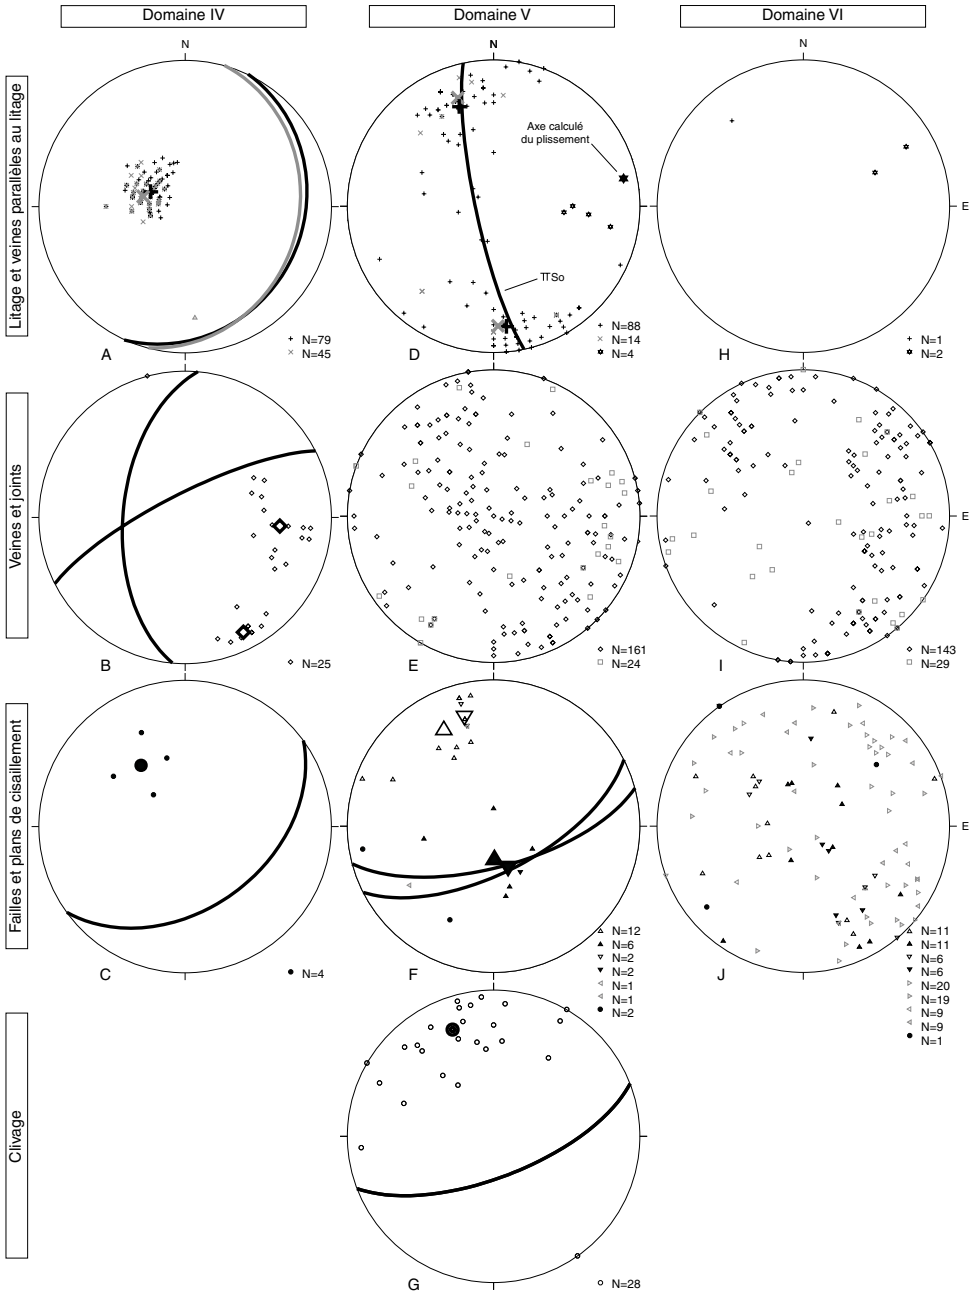 Domaine IV
Domaine V
Domaine VI
Litage et veines parallèles au litage
N
A
N=79
N=45
N
Axe calculé
du plissement
TTSo
D
N=88
N=14
N=4
N
E
H
N=1
N=2
Veines et joints
B
N=25
E
N=161
N=24
E
I
N=143
N=29
Failles et plans de cisaillement
C
N=4
F
N=12
N=6
N=2
N=2
N=1
N=1
N=2
E
J
N=11
N=11
N=6
N=6
N=20
N=19
N=9
N=9
N=1
Clivage
G
N=28